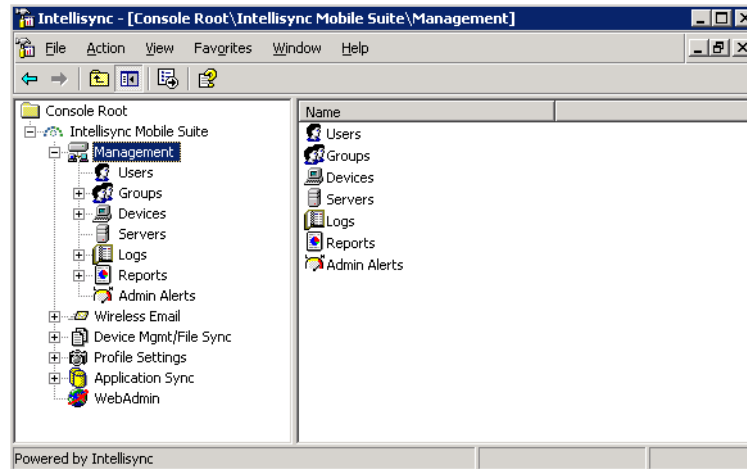 Intellisync - [Console Root\Intellisync Mobile Suite\Management]
File Action View Favorites Window Help
Console Root
Intellisync Mobile Suite
Management
Users
Groups
Devices
Servers
Logs
Reports
Admin Alerts
Wireless Email
Device Mgmt/File Sync
Profile Settings
Application Sync
WebAdmin
Name
Users
Groups
Devices
Servers
Logs
Reports
Admin Alerts
Powered by Intellisync